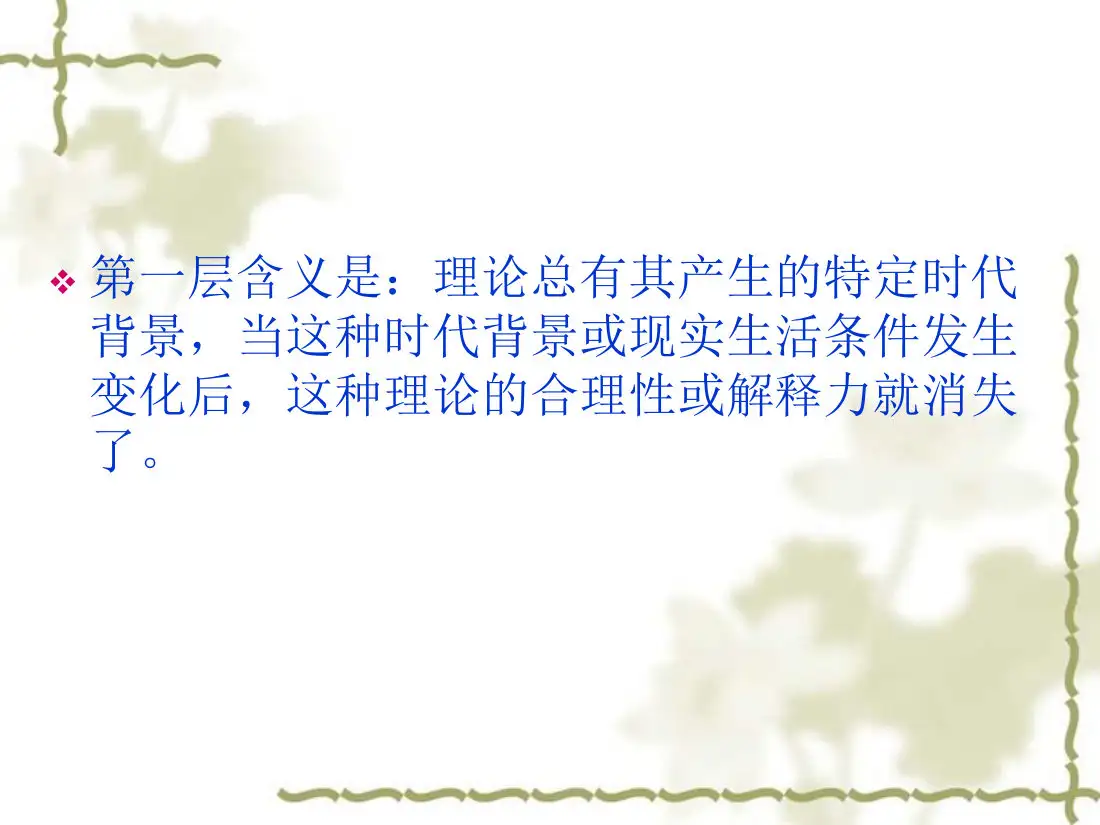 第一层含义是：理论总有其产生的特定时代
背景，当这种时代背景或现实生活条件发生
变化后，这种理论的合理性或解释力就消失
了。